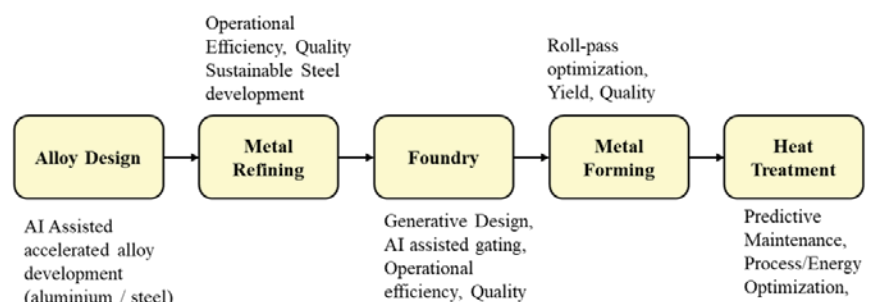 Operational
Efficiency, Quality
Sustainable Steel
development
Roll-pass
optimization,
Yield, Quality
Alloy Design
Metal
Refining
Foundry
Metal
Forming
Heat
Treatment
AI Assisted
accelerated alloy
development
(aluminium / steel)
Generative Design,
AI assisted gating,
Operational
efficiency, Quality
Predictive
Maintenance,
Process/Energy
Optimization,